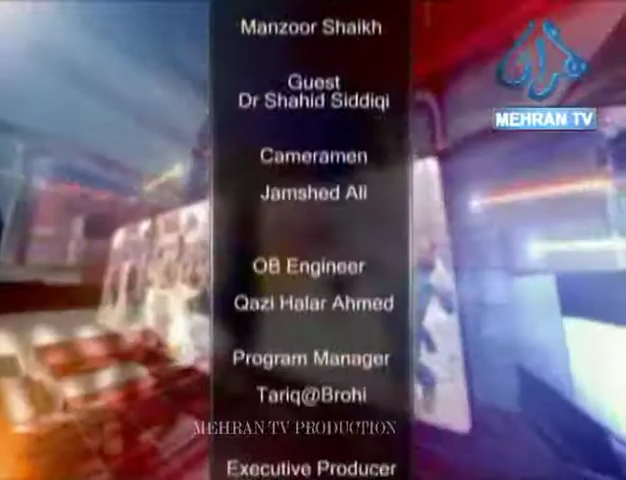 Manzoor Shaikh
مهراڻ
MEHRAN TV
Guest
Dr Shahid Siddiqi
Cameramen
Jamshed Ali
OB Engineer
Qazi Halar Ahmed
Program Manager
Tariq@Brohi
MEHRAN TV PRODUCTION
Executive Producer